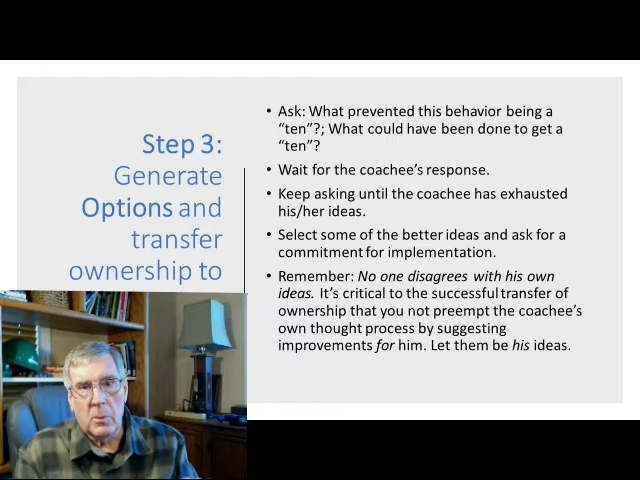 Step 3:
Generate
Options and
transfer
ownership to
• Ask: What prevented this behavior being a
“ten”?; What could have been done to get a
“ten”?
• Wait for the coachee’s response.
• Keep asking until the coachee has exhausted
his/her ideas.
• Select some of the better ideas and ask for a
commitment for implementation.
• Remember: No one disagrees with his own
ideas. It’s critical to the successful transfer of
ownership that you not preempt the coachee’s
own thought process by suggesting
improvements for him. Let them be his ideas.